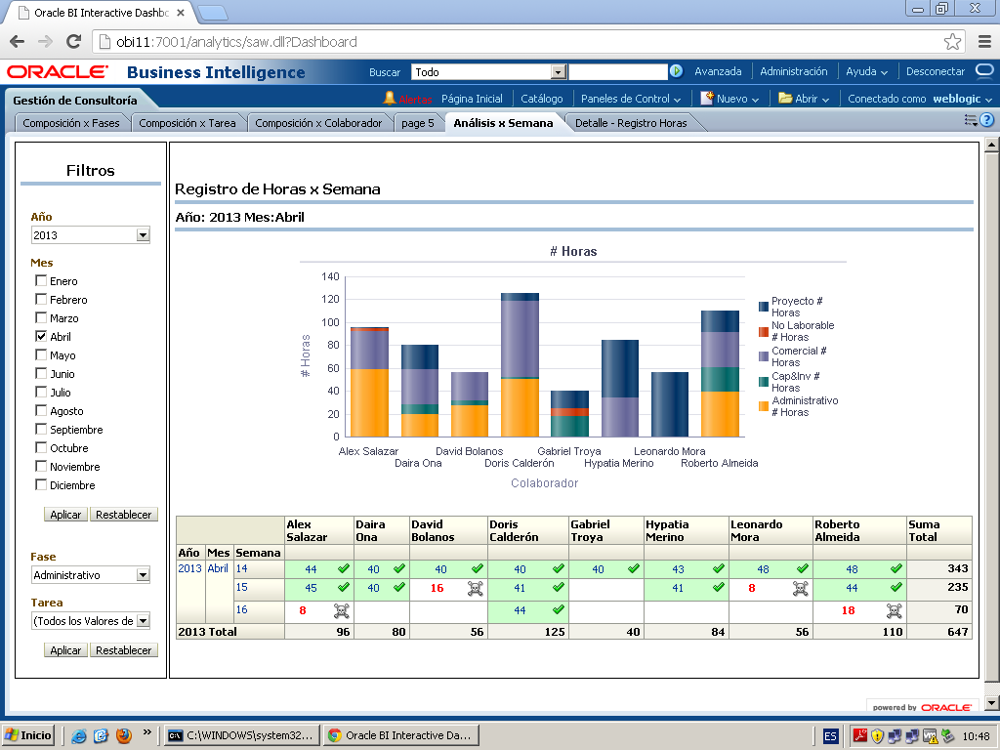 Oracle BI Interactive Dashbo
obi11:7001/analytics/saw.dll?Dashboard
ORACLE Business Intelligence Buscar Todo Avanzada Administración Ayuda Desconectar
Gestión de Consultoría Alertas! Página Inicial Catálogo Paneles de Control Nuevo Abrir Conectado como weblogic
Composición x Fases Composición x Tarea Composición x Colaborador page 5 Análisis x Semana Detalle - Registro Horas
Filtros
Año
2013
Mes
Enero
Febrero
Marzo
Abril
Mayo
Junio
Julio
Agosto
Septiembre
Octubre
Noviembre
Diciembre
Aplicar Restablecer
Fase
Administrativo
Tarea
(Todos los Valores de
Aplicar Restablecer
Registro de Horas x Semana
Año: 2013 Mes:Abril
# Horas
140
120
100
80
60
40
20
0
# Horas
Alex Salazar David Bolanos Gabriel Troya Leonardo Mora
Daira Ona Doris Calderón Hypatia Merino Roberto Almeida
Colaborador
Proyecto #
Horas
No Laborable
# Horas
Comercial #
Horas
Cap&Inv #
Horas
Administrativo
# Horas
Alex Daira David Doris Gabriel Hypatia Leonardo Roberto Suma
Salazar Ona Bolanos Calderón Troya Merino Mora Almeida Total
Año Mes Semana
2013 Abril 14 44 40 40 40 40 43 48 48 343
15 45 40 16 41 41 8 44 235
16 8 44 18 70
2013 Total 96 80 56 125 40 84 56 110 647
powered by ORACLE
Inicio » C:\WINDOWS\system32... Oracle BI Interactive Da... ES 10:48